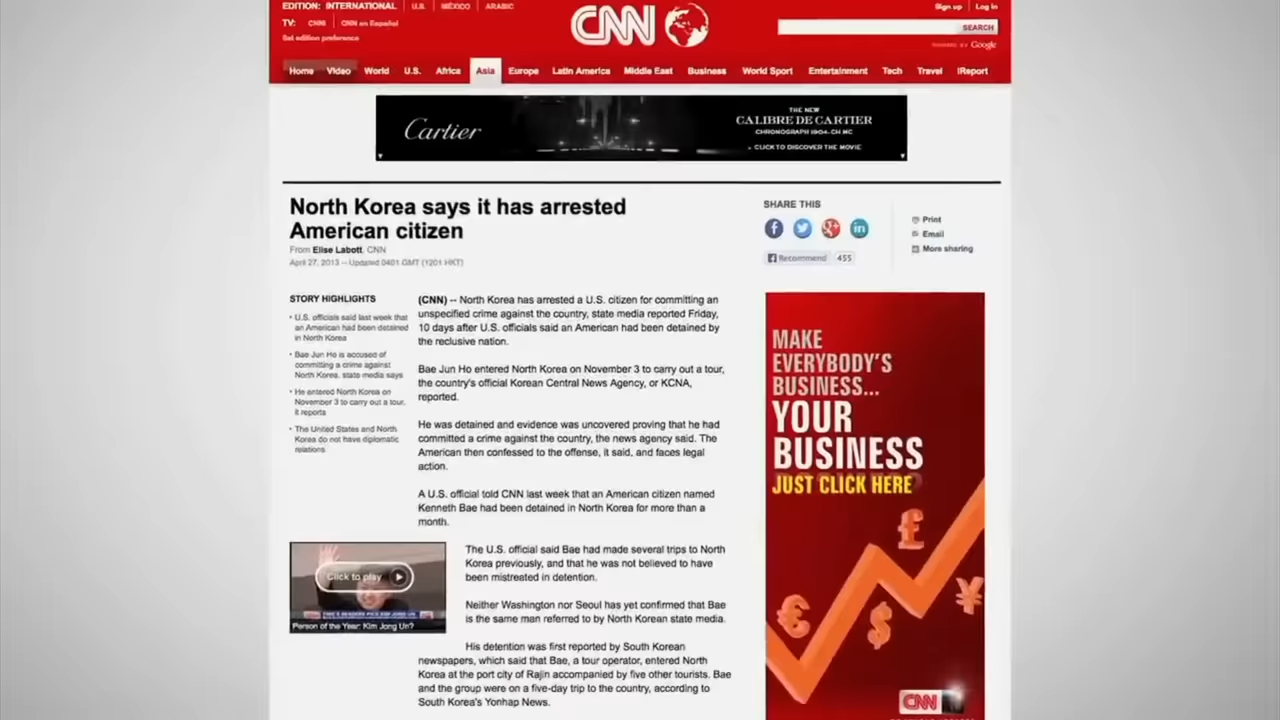 EDITION: INTERNATIONAL U.S. MÉXICO ARABIC
Sign up Log in
TV: CNNi CNN en Español
Set edition preference
CNN
SEARCH
POWERED BY Google
Home Video World U.S. Africa Asia Europe Latin America Middle East Business World Sport Entertainment Tech Travel iReport
Cartier
THE NEW
CALIBRE DE CARTIER
CHRONOGRAPH 1904-CH MC
CLICK TO DISCOVER THE MOVIE
North Korea says it has arrested
American citizen
From Elise Labott, CNN
April 27, 2013 -- Updated 0401 GMT (1201 HKT)
SHARE THIS
Print
Email
More sharing
Recommend 455
STORY HIGHLIGHTS
U.S. officials said last week that
an American had been detained
in North Korea
Bae Jun Ho is accused of
committing a crime against
North Korea, state media says
He entered North Korea on
November 3 to carry out a tour,
it reports
The United States and North
Korea do not have diplomatic
relations
(CNN) -- North Korea has arrested a U.S. citizen for committing an
unspecified crime against the country, state media reported Friday,
10 days after U.S. officials said an American had been detained by
the reclusive nation.
Bae Jun Ho entered North Korea on November 3 to carry out a tour,
the country's official Korean Central News Agency, or KCNA,
reported.
He was detained and evidence was uncovered proving that he had
committed a crime against the country, the news agency said. The
American then confessed to the offense, it said, and faces legal
action.
A U.S. official told CNN last week that an American citizen named
Kenneth Bae had been detained in North Korea for more than a
month.
Click to play
Person of the Year: Kim Jong Un?
The U.S. official said Bae had made several trips to North
Korea previously, and that he was not believed to have
been mistreated in detention.
Neither Washington nor Seoul has yet confirmed that Bae
is the same man referred to by North Korean state media.
His detention was first reported by South Korean
newspapers, which said that Bae, a tour operator, entered North
Korea at the port city of Rajin accompanied by five other tourists. Bae
and the group were on a five-day trip to the country, according to
South Korea's Yonhap News.
MAKE
EVERYBODY'S
BUSINESS...
YOUR
BUSINESS
JUST CLICK HERE
CNN